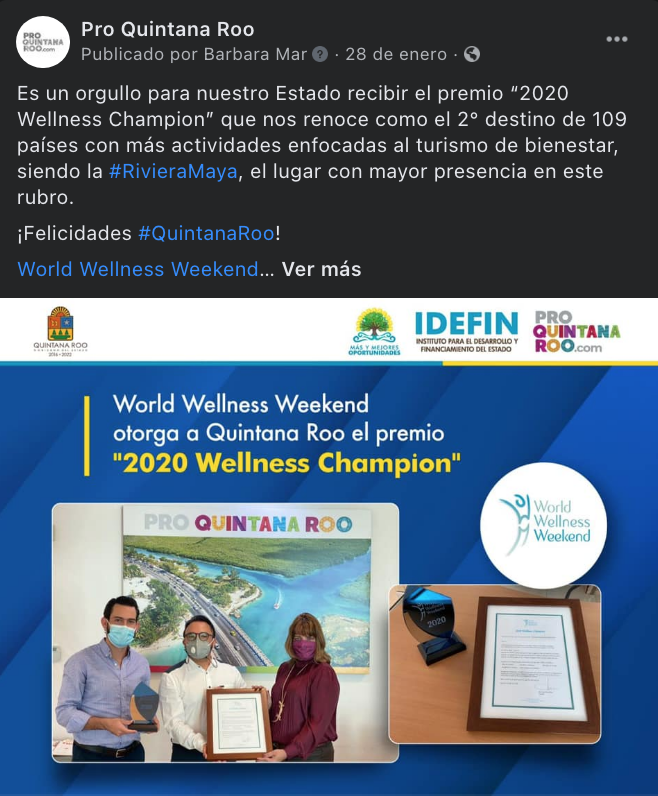 Pro Quintana Roo
Publicado por Barbara Mar · 28 de enero ·
Es un orgullo para nuestro Estado recibir el premio “2020
Wellness Champion” que nos renoce como el 2° destino de 109
países con más actividades enfocadas al turismo de bienestar,
siendo la #RivieraMaya, el lugar con mayor presencia en este
rubro.
¡Felicidades #QuintanaRoo!
World Wellness Weekend... Ver más
QUINTANA ROO
2016 - 2022
MÁS Y MEJORES
OPORTUNIDADES
IDEFIN
INSTITUTO PARA EL DESARROLLO Y
FINANCIAMIENTO DEL ESTADO
PRO
QUINTANA
ROO.com
World Wellness Weekend
otorga a Quintana Roo el premio
"2020 Wellness Champion"
World
Wellness
Weekend
PRO QUINTANA ROO
2020